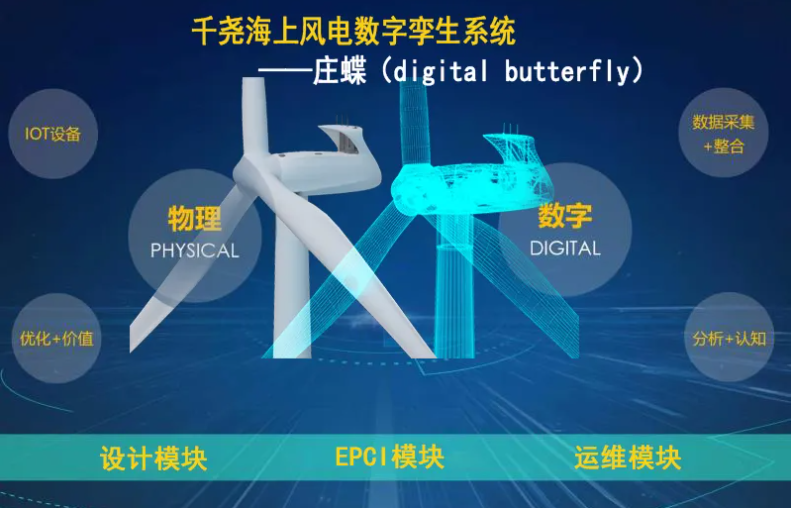 千尧海上风电数字孪生系统
——庄蝶（digital butterfly）
IOT设备
数据采集
+整合
物理
PHYSICAL
数字
DIGITAL
优化+价值
分析+认知
设计模块
EPCI模块
运维模块